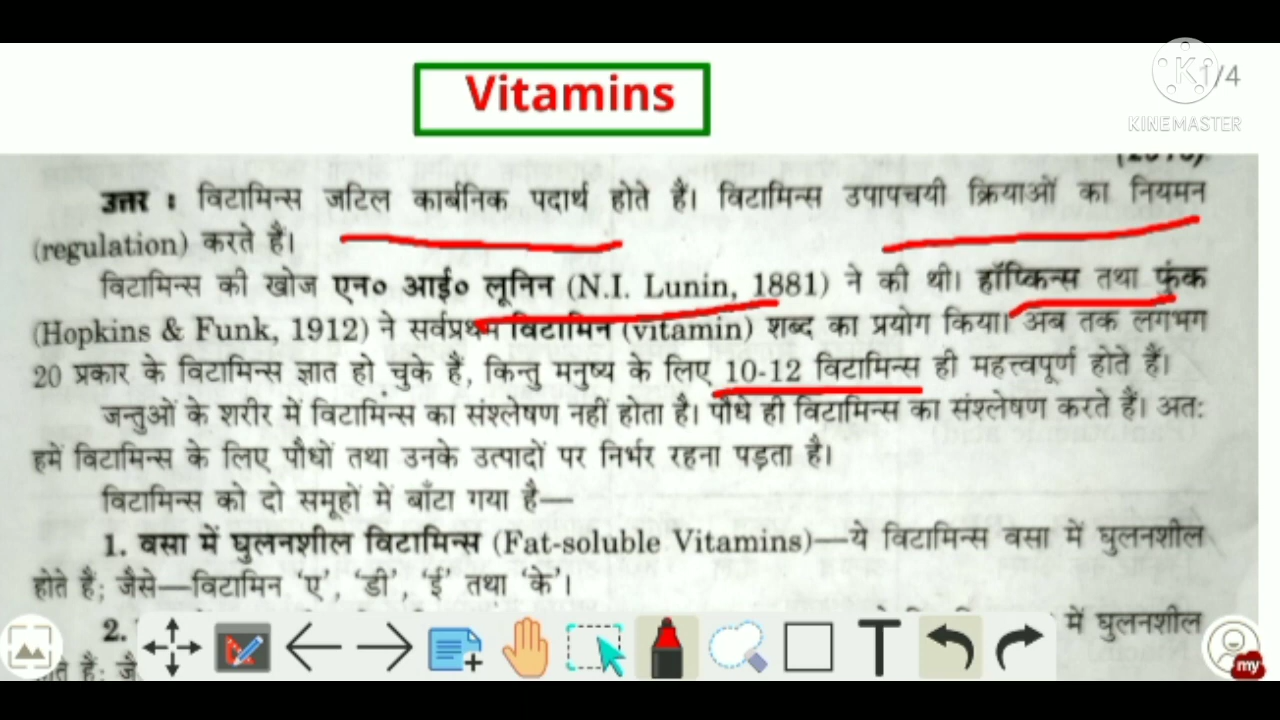 Vitamins
1/4
KINEMASTER
उत्तर : विटामिन्स जटिल कार्बनिक पदार्थ होते हैं। विटामिन्स उपापचयी क्रियाओं का नियमन
(regulation) करते हैं।
विटामिन्स की खोज एन० आई० लूनिन (N.I. Lunin, 1881) ने की थी। हॉप्किन्स तथा फुंक
(Hopkins & Funk, 1912) ने सर्वप्रथम विटामिन (vitamin) शब्द का प्रयोग किया। अब तक लगभग
20 प्रकार के विटामिन्स ज्ञात हो चुके हैं, किन्तु मनुष्य के लिए 10-12 विटामिन्स ही महत्त्वपूर्ण होते हैं।
जन्तुओं के शरीर में विटामिन्स का संश्लेषण नहीं होता है। पौधे ही विटामिन्स का संश्लेषण करते हैं। अतः
हमें विटामिन्स के लिए पौधों तथा उनके उत्पादों पर निर्भर रहना पड़ता है।
विटामिन्स को दो समूहों में बाँटा गया है—
1. वसा में घुलनशील विटामिन्स (Fat-soluble Vitamins)—ये विटामिन्स वसा में घुलनशील
होते हैं; जैसे—विटामिन ‘ए’, ‘डी’, ‘ई’ तथा ‘के’।
2. में घुलनशील
T
my